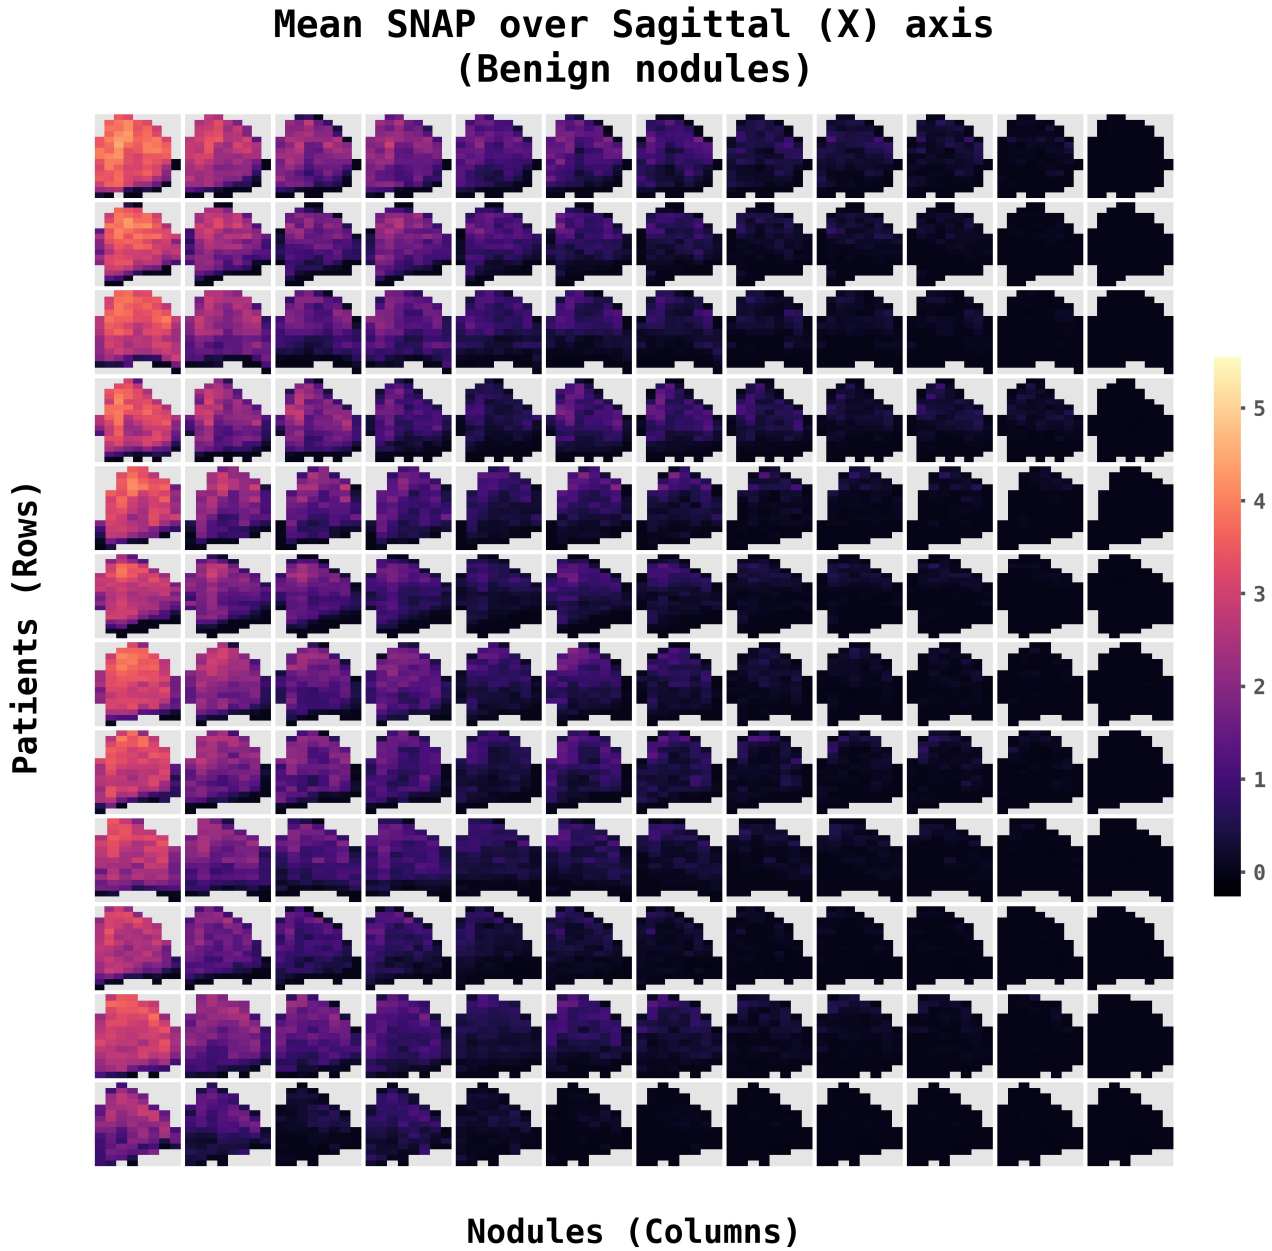 Mean SNAP over Sagittal (X) axis
(Benign nodules)
Patients (Rows)
5
4
3
2
1
0
Nodules (Columns)